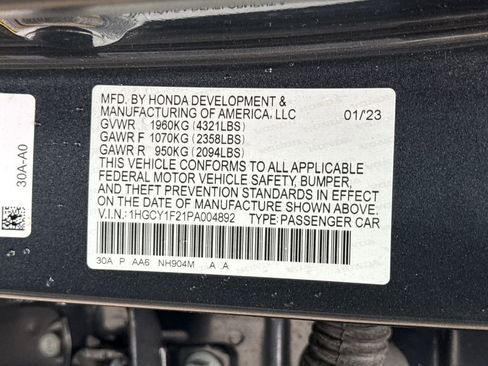 MFD. BY HONDA DEVELOPMENT &
MANUFACTURING OF AMERICA, LLC 01/23
GVWR 1960KG (4321LBS)
GAWR F 1070KG (2358LBS)
GAWR R 950KG (2094LBS)
THIS VEHICLE CONFORMS TO ALL APPLICABLE
FEDERAL MOTOR VEHICLE SAFETY, BUMPER,
AND THEFT PREVENTION STANDARDS IN EFFECT
ON THE DATE OF MANUFACTURE SHOWN ABOVE.
V.I.N.: 1HGCY1F21PA004892 TYPE: PASSENGER CAR
30A P AA6 NH904M A A
30A-A0